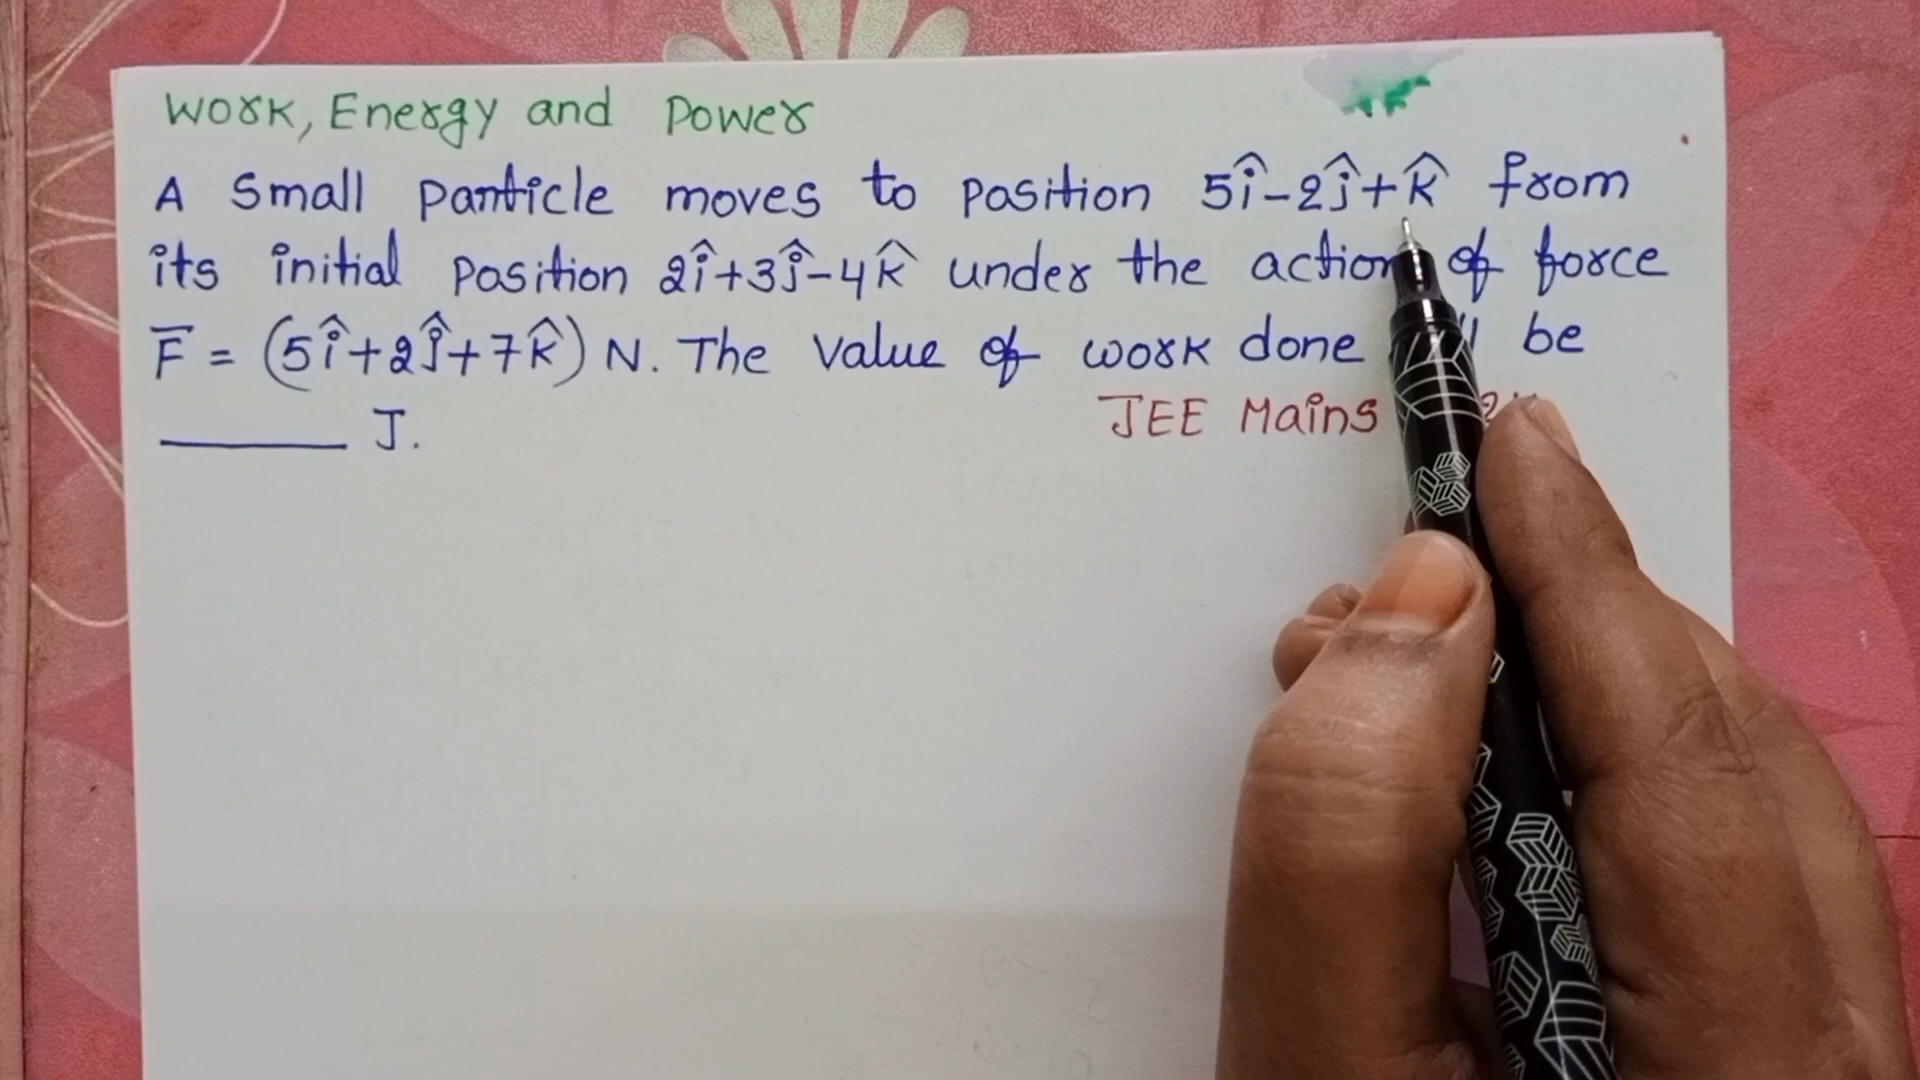 Work, Energy and Power
A small particle moves to position 5î-2ĵ+k̂ from
its initial position 2î+3ĵ-4k̂ under the action of force
F̅ = (5î+2ĵ+7k̂) N. The value of work done be
______ J. JEE Mains